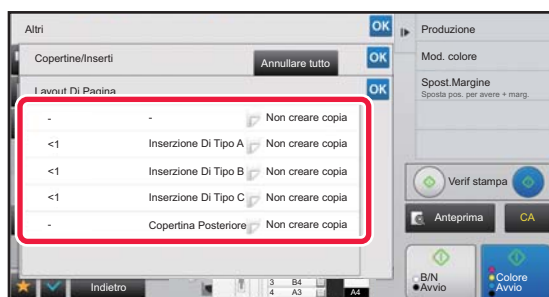 Altri
OK
Copertine/Inserti
Annullare tutto
OK
Layout Di Pagina
OK
-
-
Non creare copia
<1
Inserzione Di Tipo A
Non creare copia
<1
Inserzione Di Tipo B
Non creare copia
<1
Inserzione Di Tipo C
Non creare copia
-
Copertina Posteriore
Non creare copia
Indietro
3 B4
4 A3
A4
Produzione
Mod. colore
Spost.Margine
Sposta pos. per avere + marg.
Verif stampa
Anteprima
CA
B/N
Avvio
Colore
Avvio